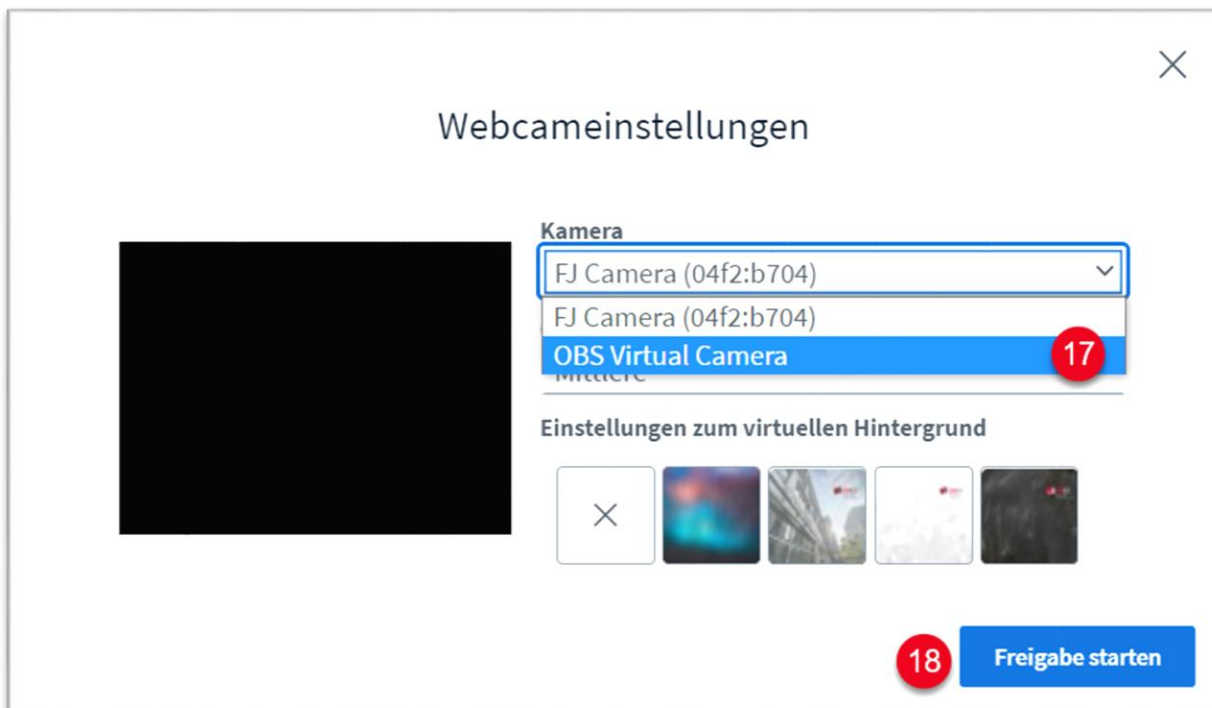 Webcameinstellungen
Kamera
FJ Camera (04f2:b704)
FJ Camera (04f2:b704)
OBS Virtual Camera 17
Mittlere
Einstellungen zum virtuellen Hintergrund
18 Freigabe starten